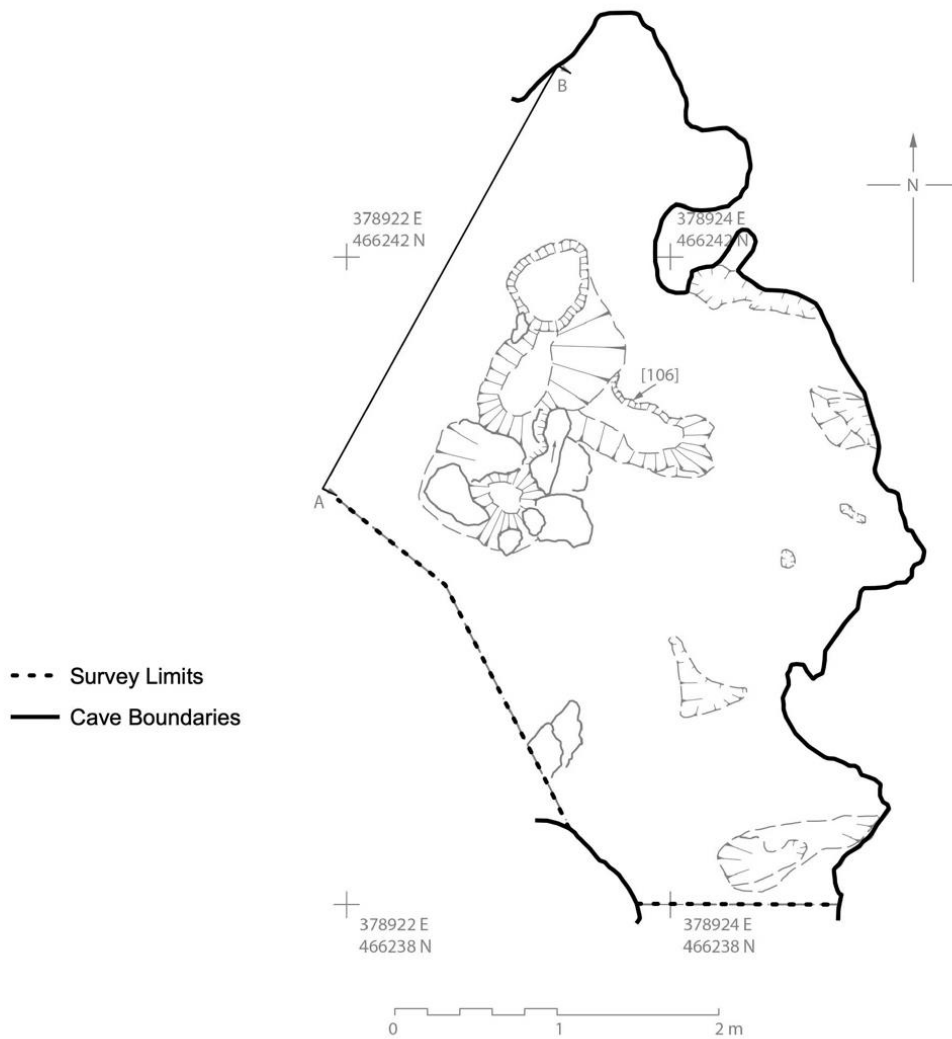 B
N
378922 E
466242 N
378924 E
466242 N
[106]
A
Survey Limits
Cave Boundaries
378922 E
466238 N
378924 E
466238 N
0 1 2 m